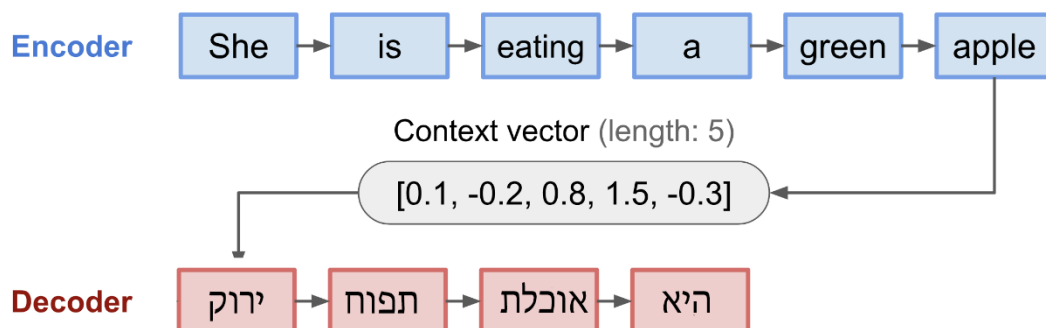 Encoder She is eating a green apple
Context vector (length: 5)
[0.1, -0.2, 0.8, 1.5, -0.3]
Decoder היא אוכלת תפוח ירוק